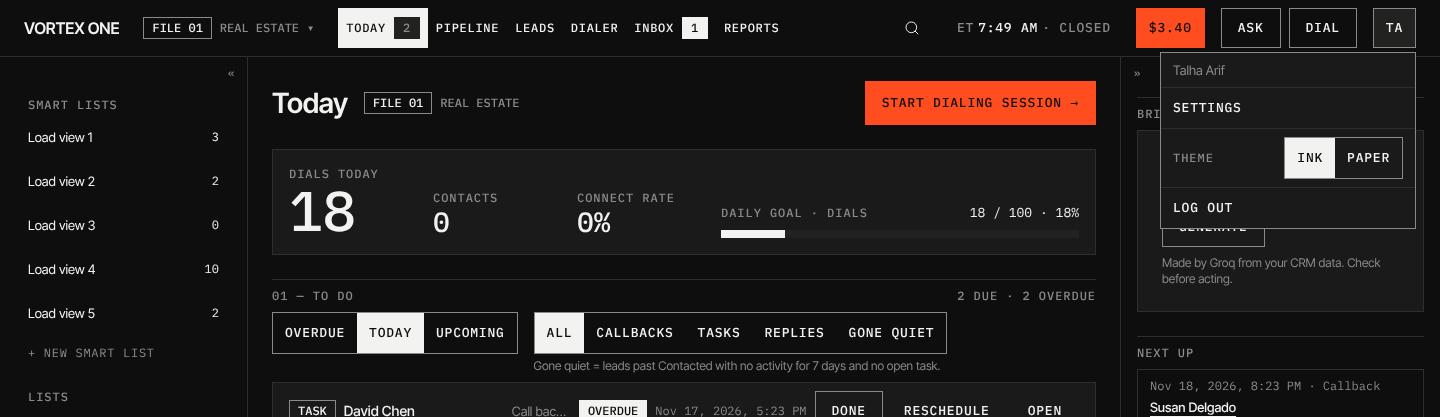 VORTEX ONE FILE 01 REAL ESTATE ▾ TODAY 2 PIPELINE LEADS DIALER INBOX 1 REPORTS ET 7:49 AM · CLOSED $3.40 ASK DIAL TA
«
SMART LISTS
Load view 1 3
Load view 2 2
Load view 3 0
Load view 4 10
Load view 5 2
+ NEW SMART LIST
LISTS
Today FILE 01 REAL ESTATE START DIALING SESSION →
DIALS TODAY
18
CONTACTS
0
CONNECT RATE
0%
DAILY GOAL · DIALS 18 / 100 · 18%
01 — TO DO 2 DUE · 2 OVERDUE
OVERDUE TODAY UPCOMING ALL CALLBACKS TASKS REPLIES GONE QUIET
Gone quiet = leads past Contacted with no activity for 7 days and no open task.
TASK David Chen Call bac... OVERDUE Nov 17, 2026, 5:23 PM DONE RESCHEDULE OPEN
»
Talha Arif
SETTINGS
THEME INK PAPER
LOG OUT
Made by Groq from your CRM data. Check
before acting.
NEXT UP
Nov 18, 2026, 8:23 PM · Callback
Susan Delgado